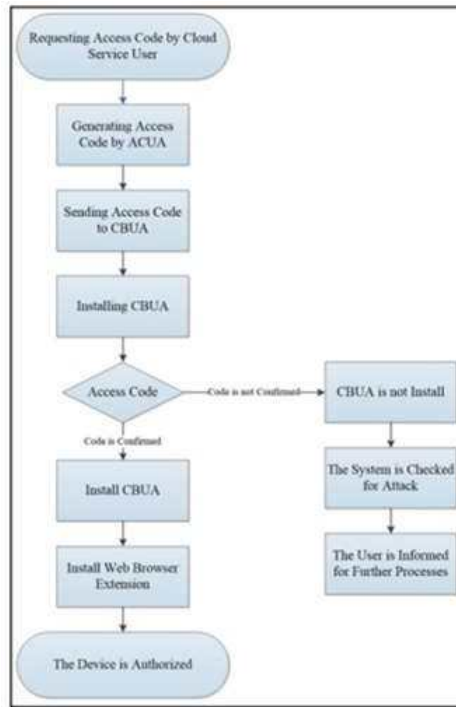 Requesting Access Code by Cloud
Service User
Generating Access
Code by ACUA
Sending Access Code
to CBUA
Installing CBUA
Access Code
Code is not Confirmed
CBUA is not Install
Code is Confirmed
The System is Checked
for Attack
Install CBUA
The User is Informed
for Further Processes
Install Web Browser
Extension
The Device is Authorized